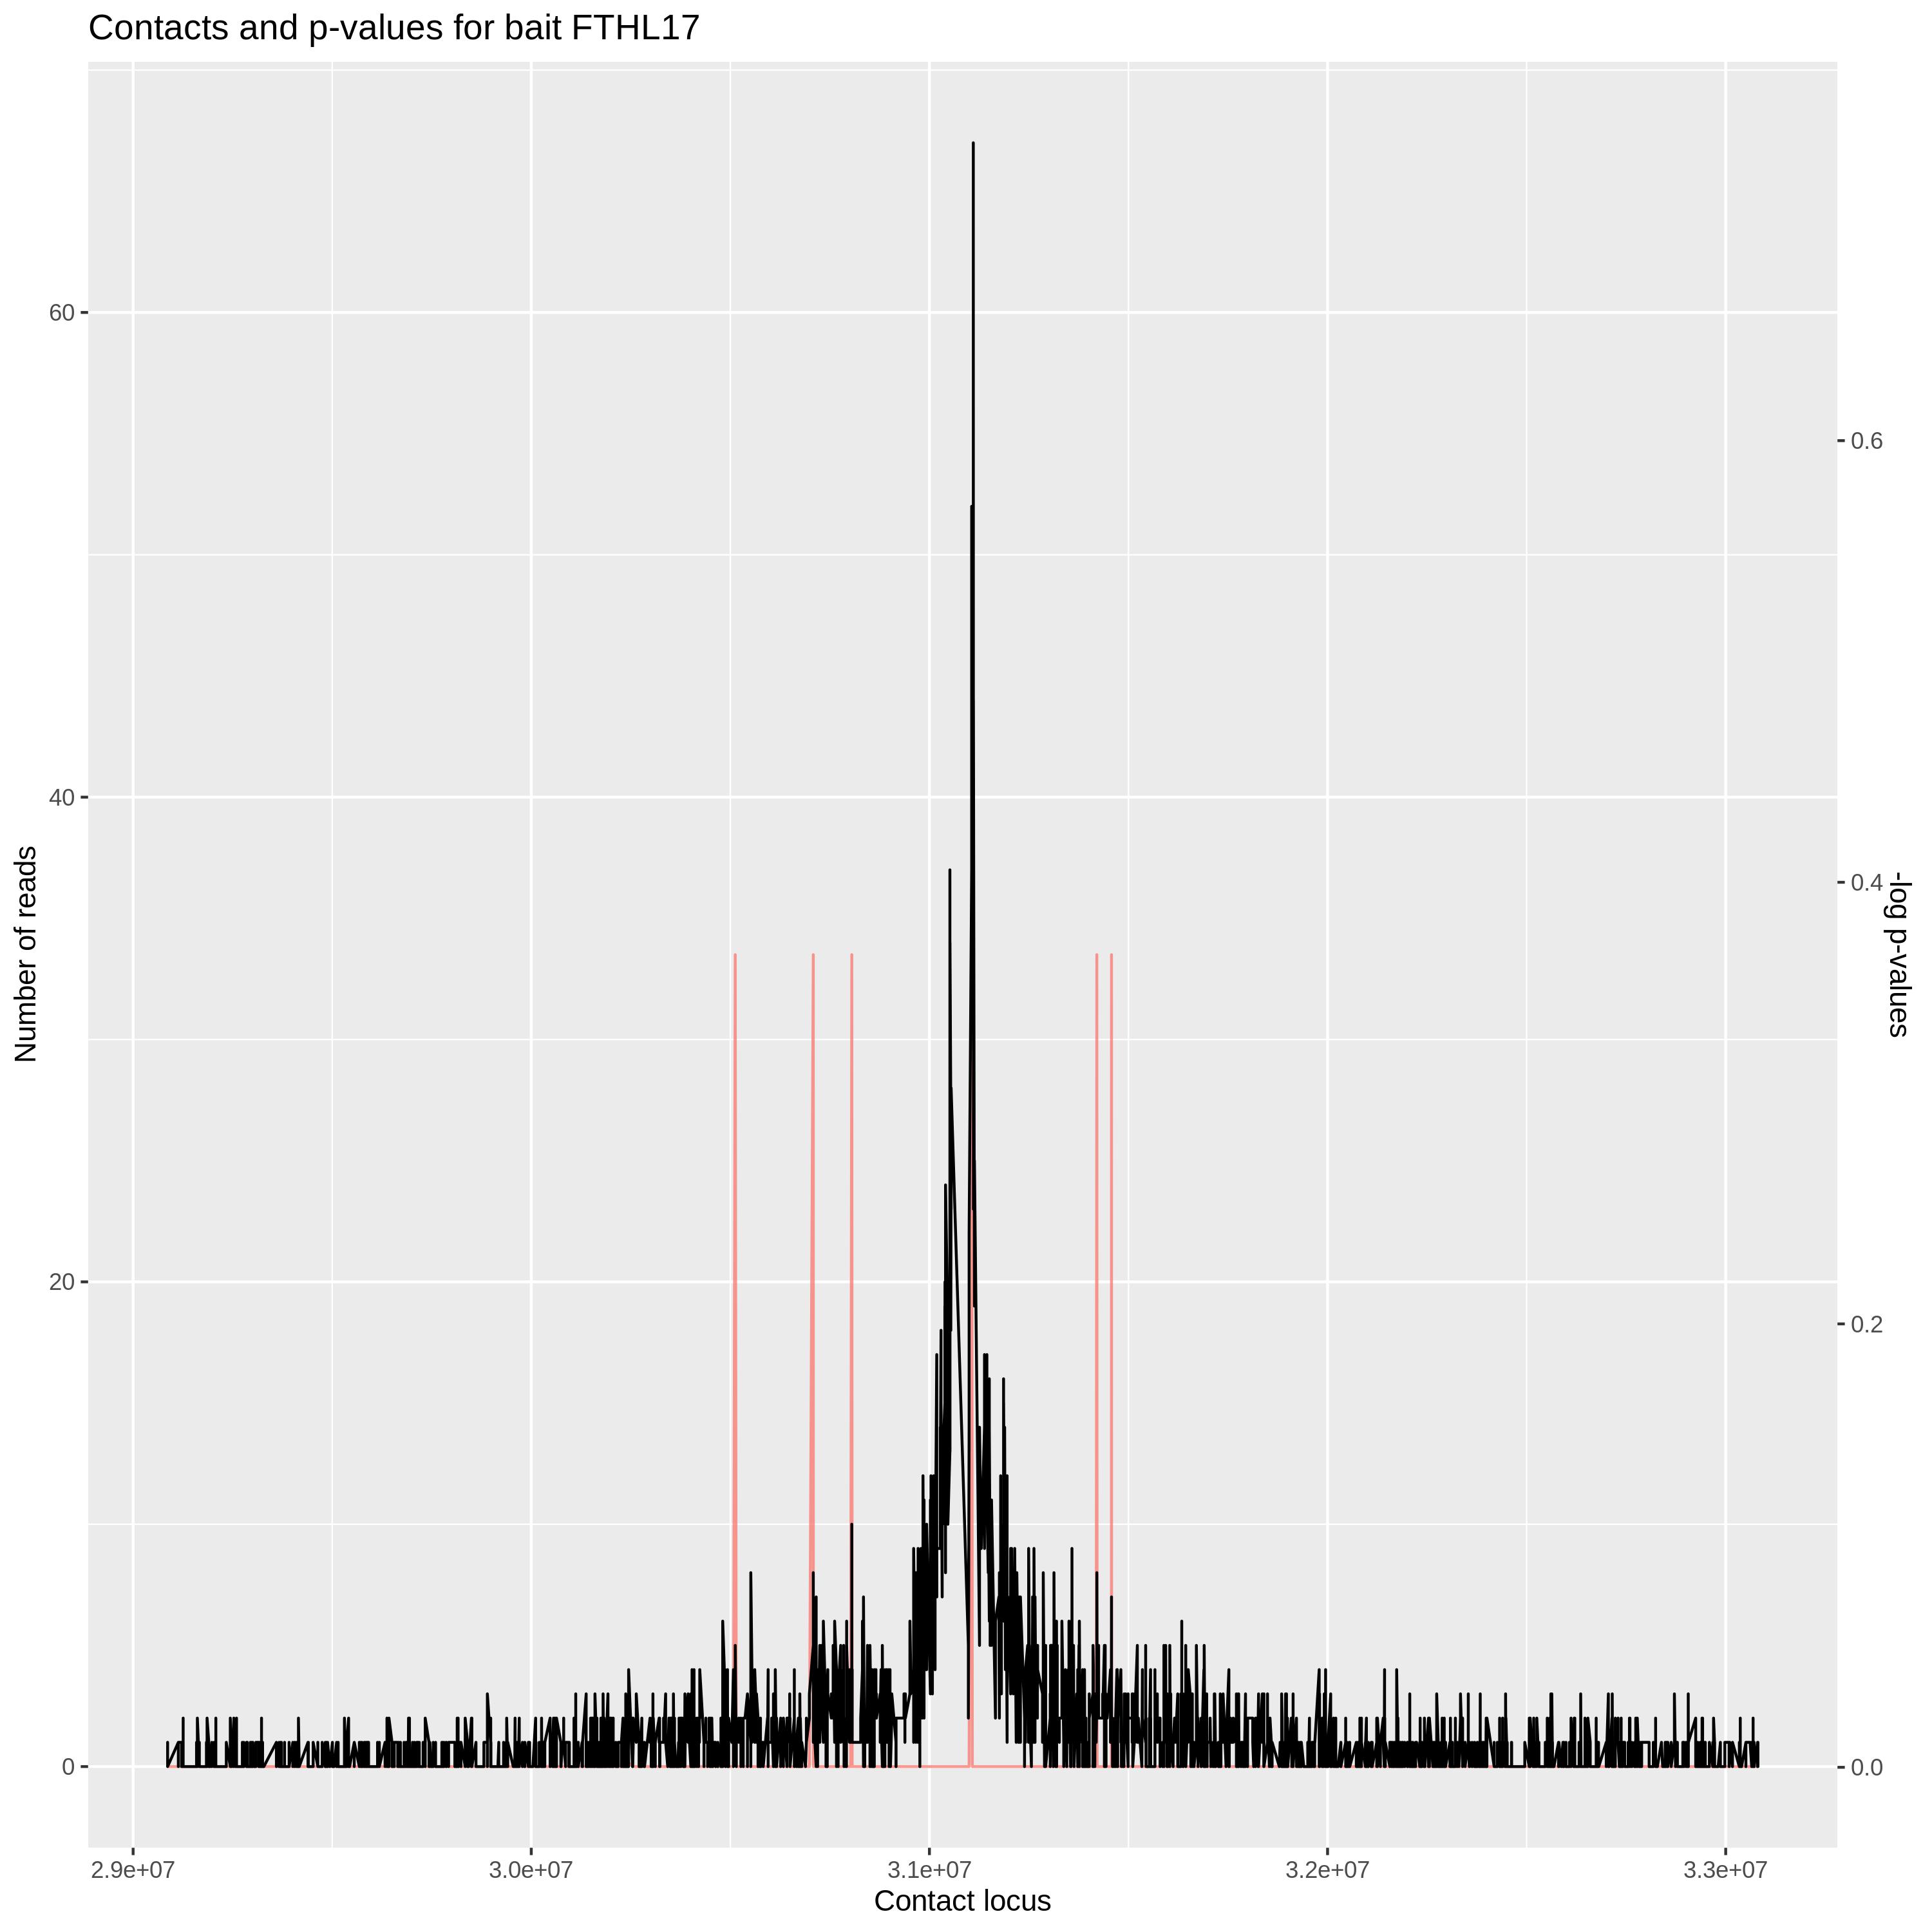 Contacts and p-values for bait FTHL17
60
40
20
0
Number of reads
0.6
0.4
0.2
0.0
-log p-values
2.9e+07
3.0e+07
3.1e+07
3.2e+07
3.3e+07
Contact locus